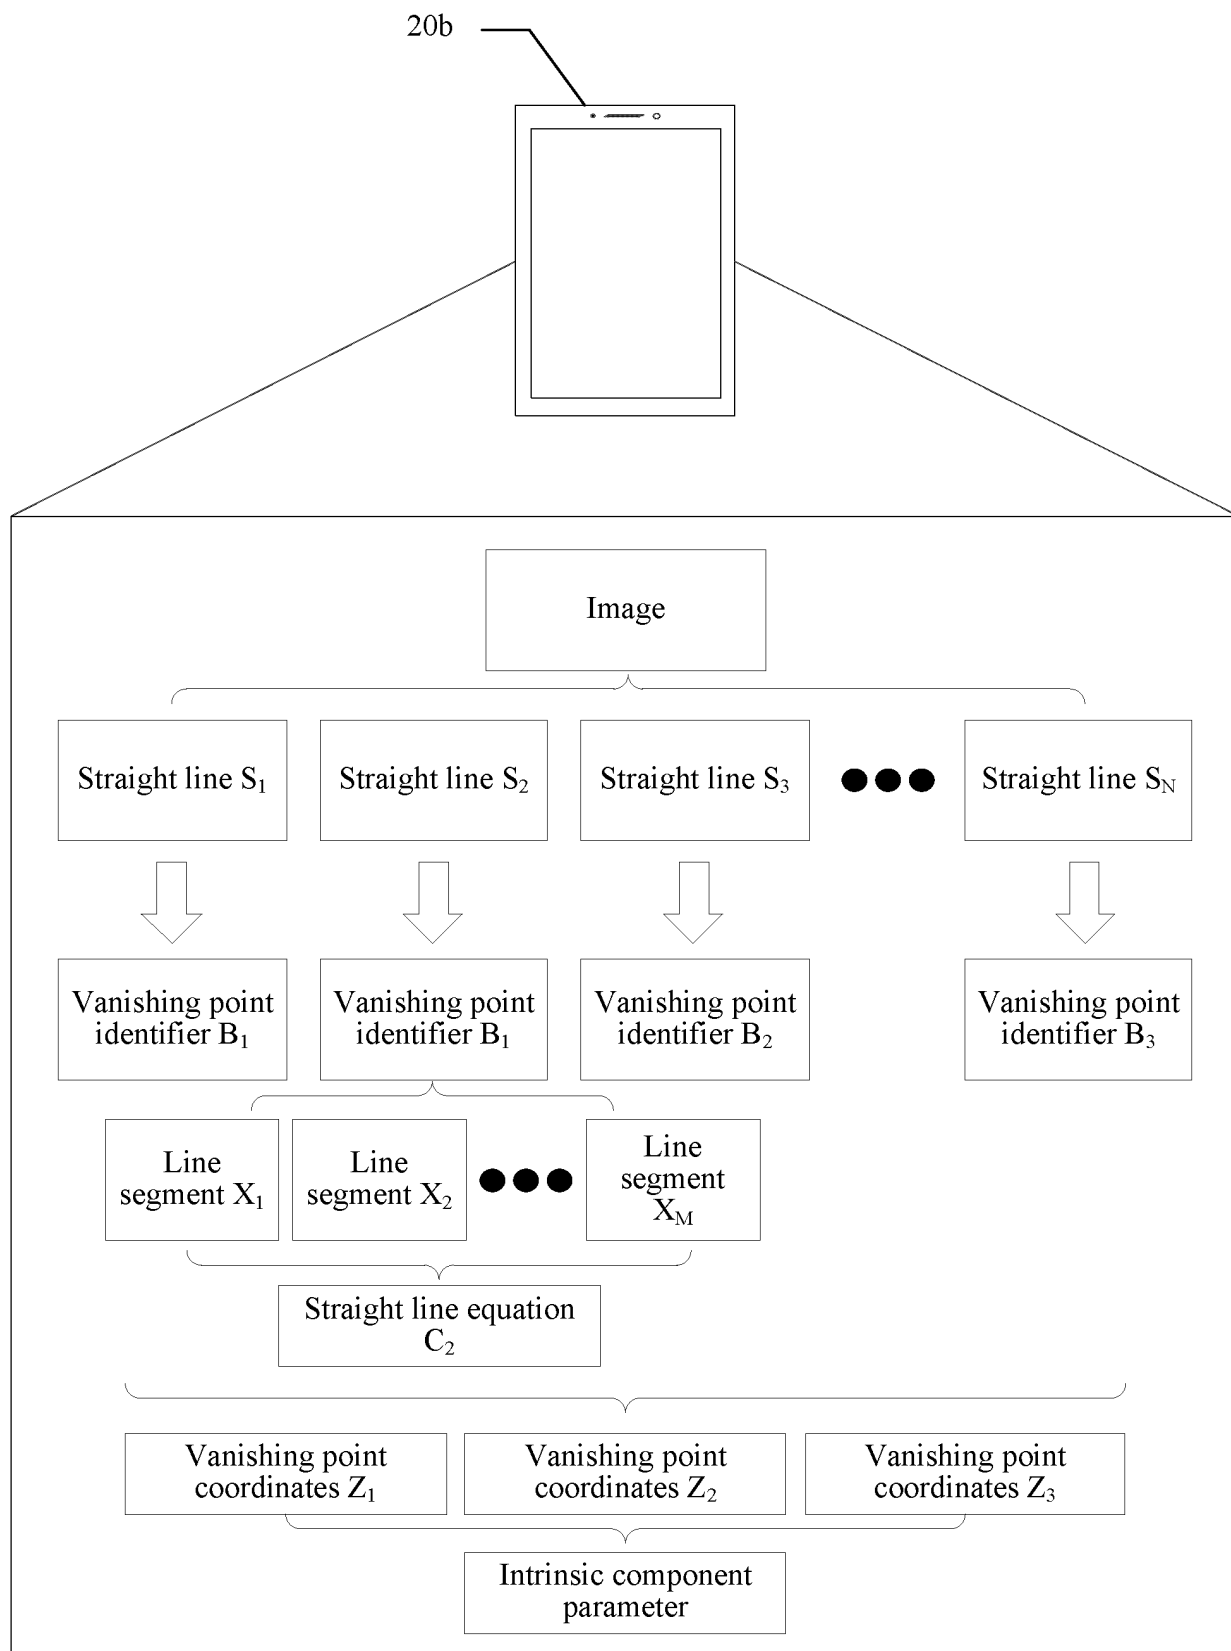 20b
Image
Straight line S₁
Straight line S₂
Straight line S₃
Straight line S_N
Vanishing point
identifier B₁
Vanishing point
identifier B₁
Vanishing point
identifier B₂
Vanishing point
identifier B₃
Line
segment X₁
Line
segment X₂
Line
segment
X_M
Straight line equation
C₂
Vanishing point
coordinates Z₁
Vanishing point
coordinates Z₂
Vanishing point
coordinates Z₃
Intrinsic component
parameter